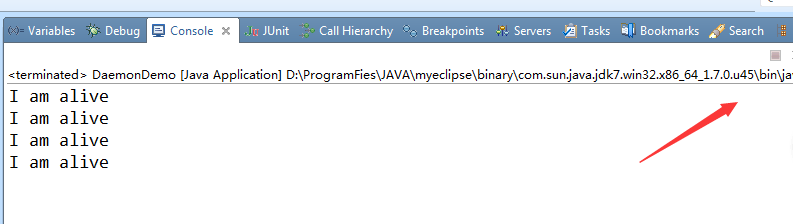 Variables Debug Console JUnit Call Hierarchy Breakpoints Servers Tasks Bookmarks Search
<terminated> DaemonDemo [Java Application] D:\ProgramFies\JAVA\myeclipse\binary\com.sun.java.jdk7.win32.x86_64_1.7.0.u45\bin\jav
I am alive
I am alive
I am alive
I am alive